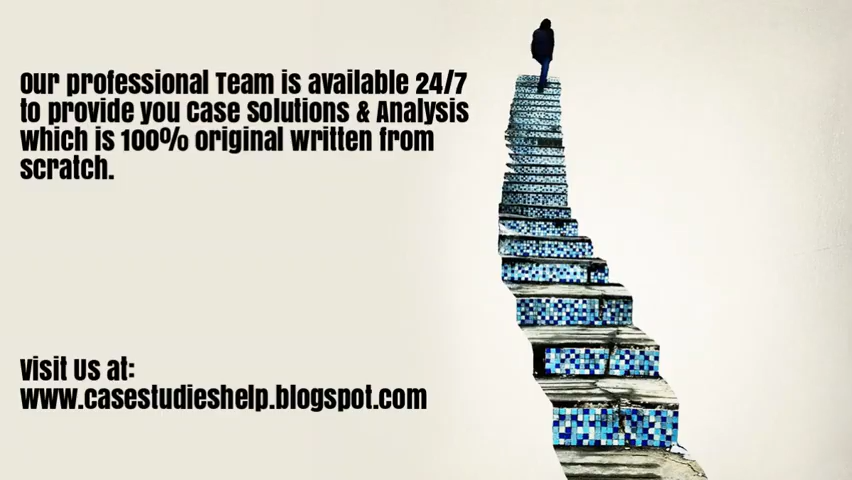 Our professional Team is available 24/7
to provide you Case Solutions & Analysis
which is 100% original written from
scratch.
Visit Us at:
www.casestudieshelp.blogspot.com